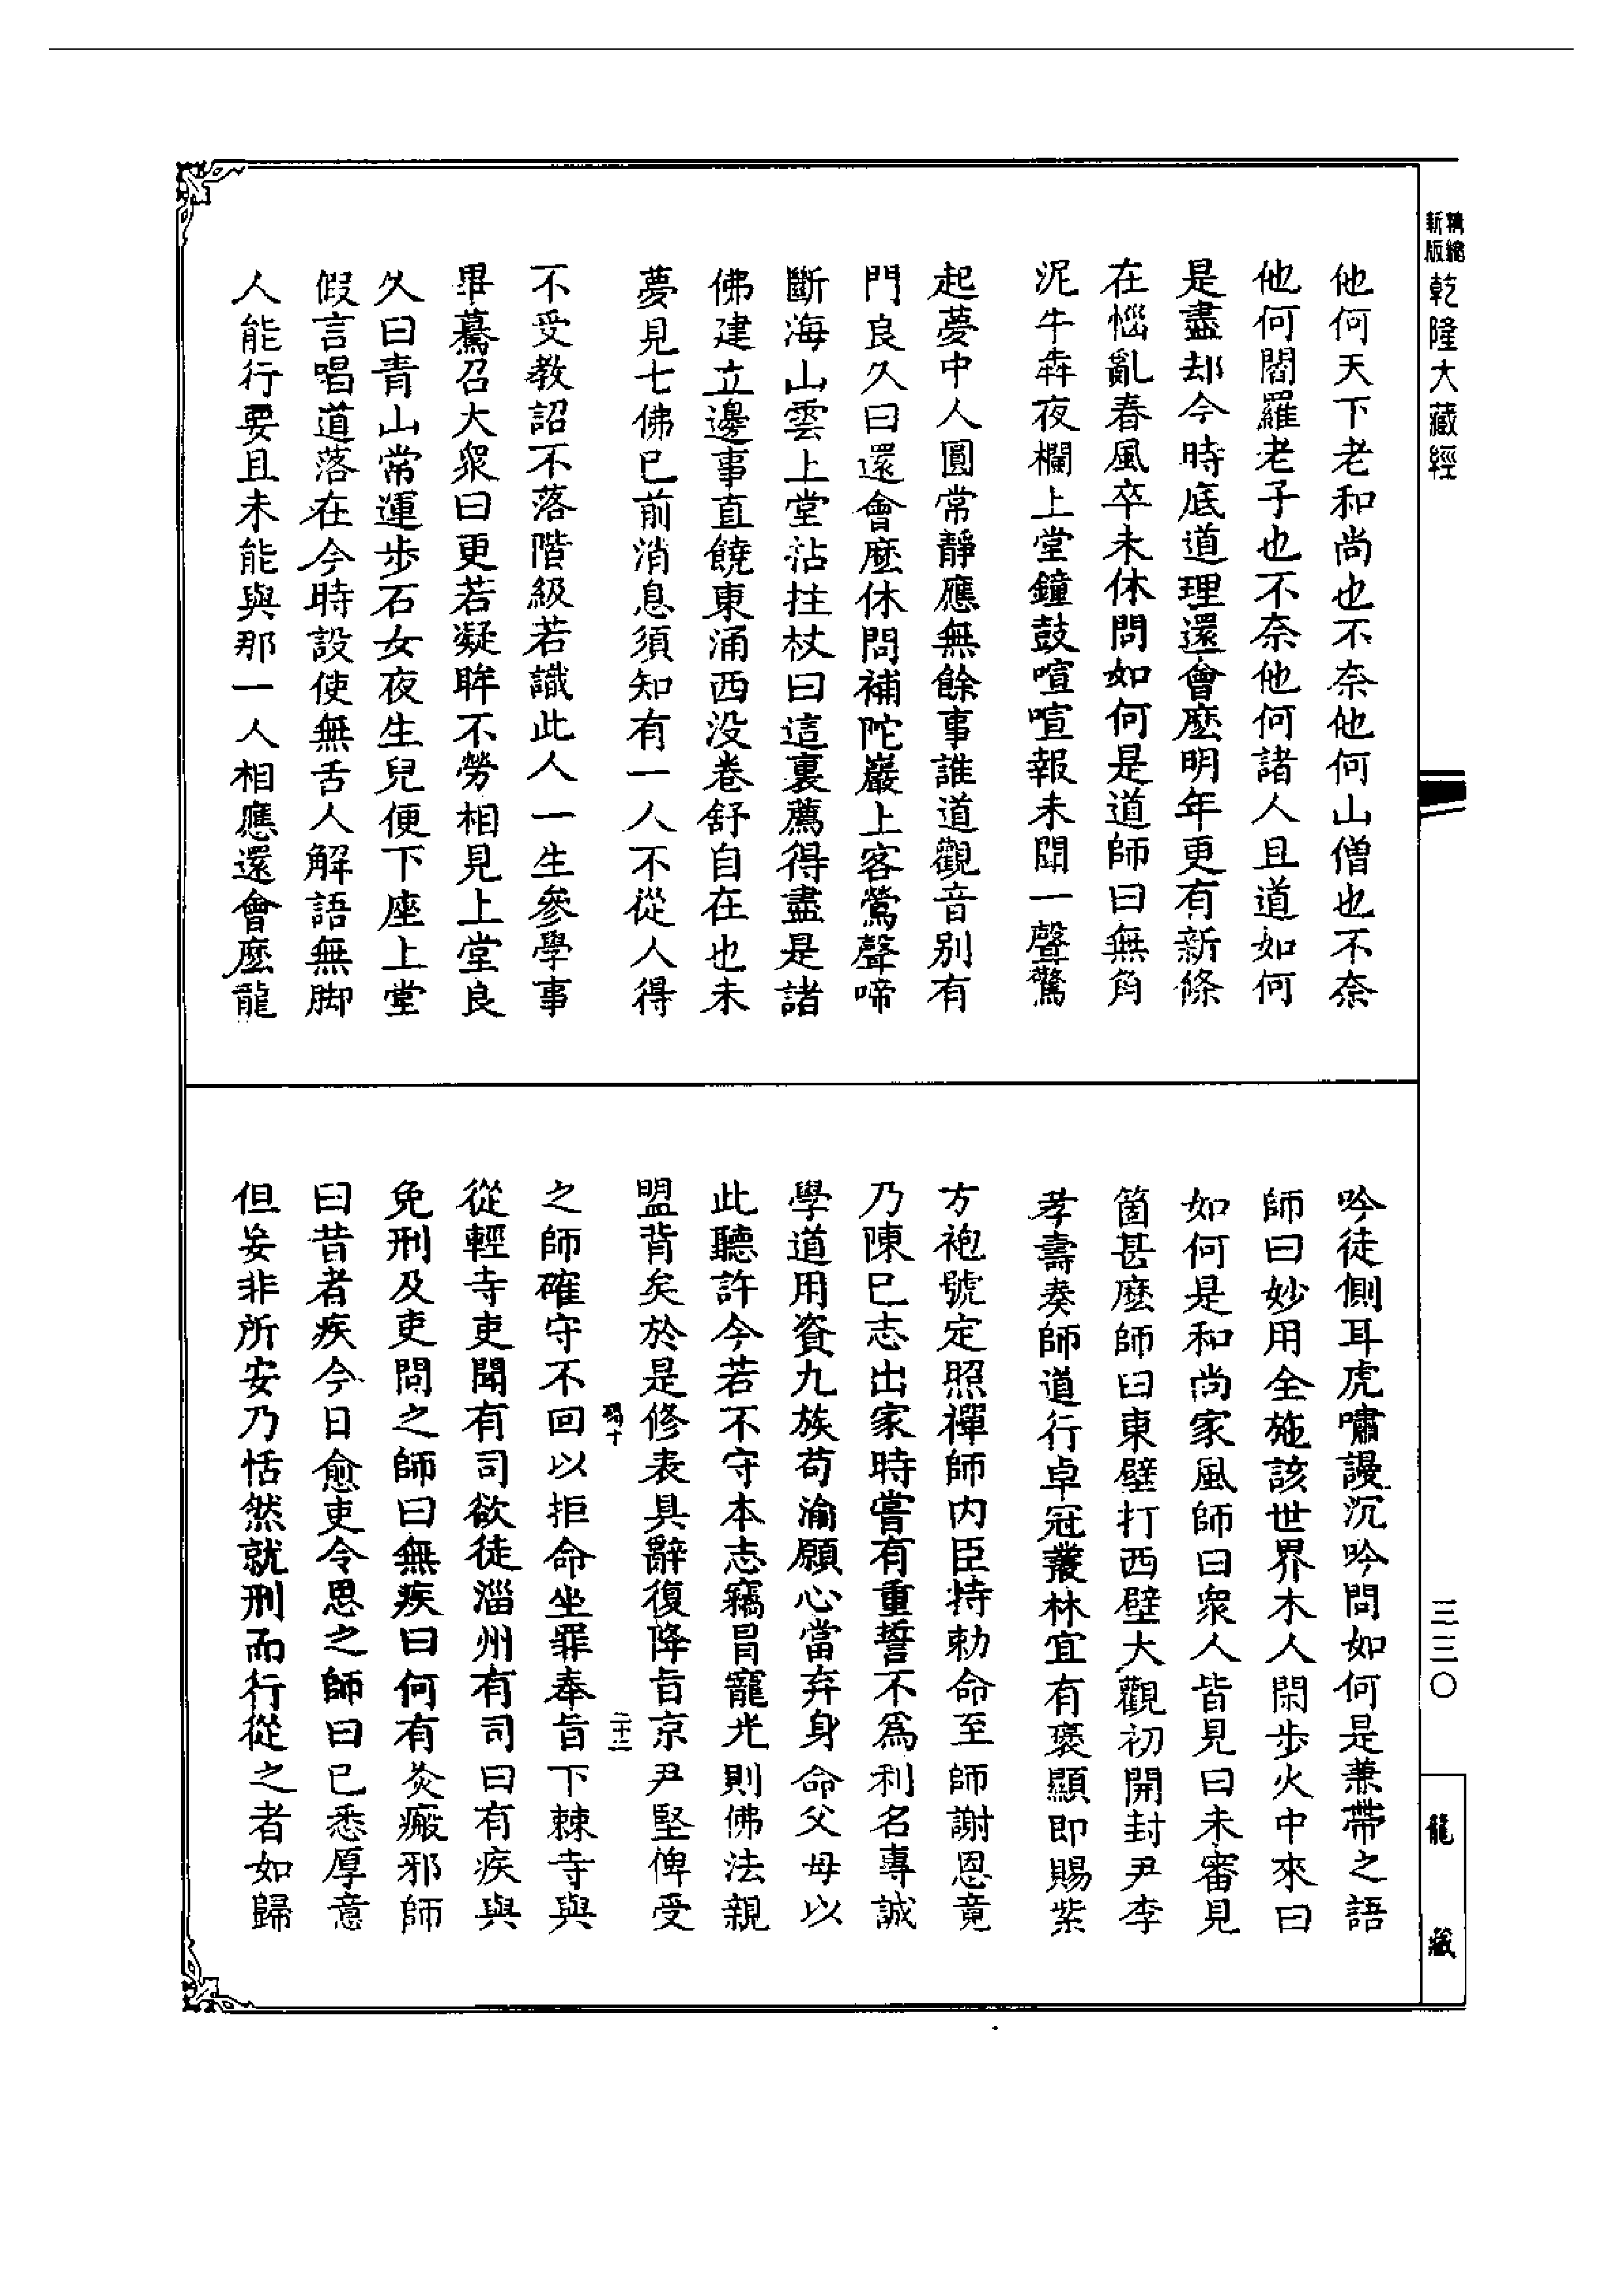 精縮
新版
乾隆大藏經
三三〇
龍藏
他何天下老和尚也不奈他何山僧也不奈
他何閻羅老子也不奈他何諸人且道如何
是盡却今時底道理還會麼明年更有新條
在惱亂春風卒未休問如何是道師曰無角
泥牛犇夜欄上堂鐘鼓喧喧報未聞一聲驚
起夢中人圓常靜應無餘事誰道觀音別有
門良久曰還會麼休問補陀巖上客鶯聲啼
斷海山雲上堂沾拄杖曰這裏薦得盡是諸
佛建立邊事直饒東涌西没卷舒自在也未
夢見七佛已前消息須知有一人不從人得
不受教詔不落階級若識此人一生參學事
畢驀召大衆曰更若凝眸不勞相見上堂良
久曰青山常運步石女夜生兒便下座上堂
假言唱道落在今時設使無舌人解語無脚
人能行要且未能與那一人相應還會麼龍
吟徒側耳虎嘯謾沉吟問如何是兼帶之語
師曰妙用全施該世界木人閑步火中來曰
如何是和尚家風師曰衆人皆見曰未審見
箇甚麼師曰東壁打西壁大觀初開封尹李
孝壽奏師道行卓冠叢林宜有褒顯即賜紫
方袍號定照禪師内臣持勅命至師謝恩竟
乃陳已志出家時嘗有重誓不爲利名專誠
學道用資九族苟渝願心當弃身命父母以
此聽許今若不守本志竊冒寵光則佛法親
盟背矣於是修表具辭復降旨京尹堅俾受
之師確守不回以拒命坐罪奉旨下棘寺與
從輕寺吏聞有司欲徒淄州有司曰有疾與
免刑及吏問之師曰無疾曰何有灸瘢邪師
曰昔者疾今日愈吏令思之師曰已悉厚意
但妄非所安乃恬然就刑而行從之者如歸